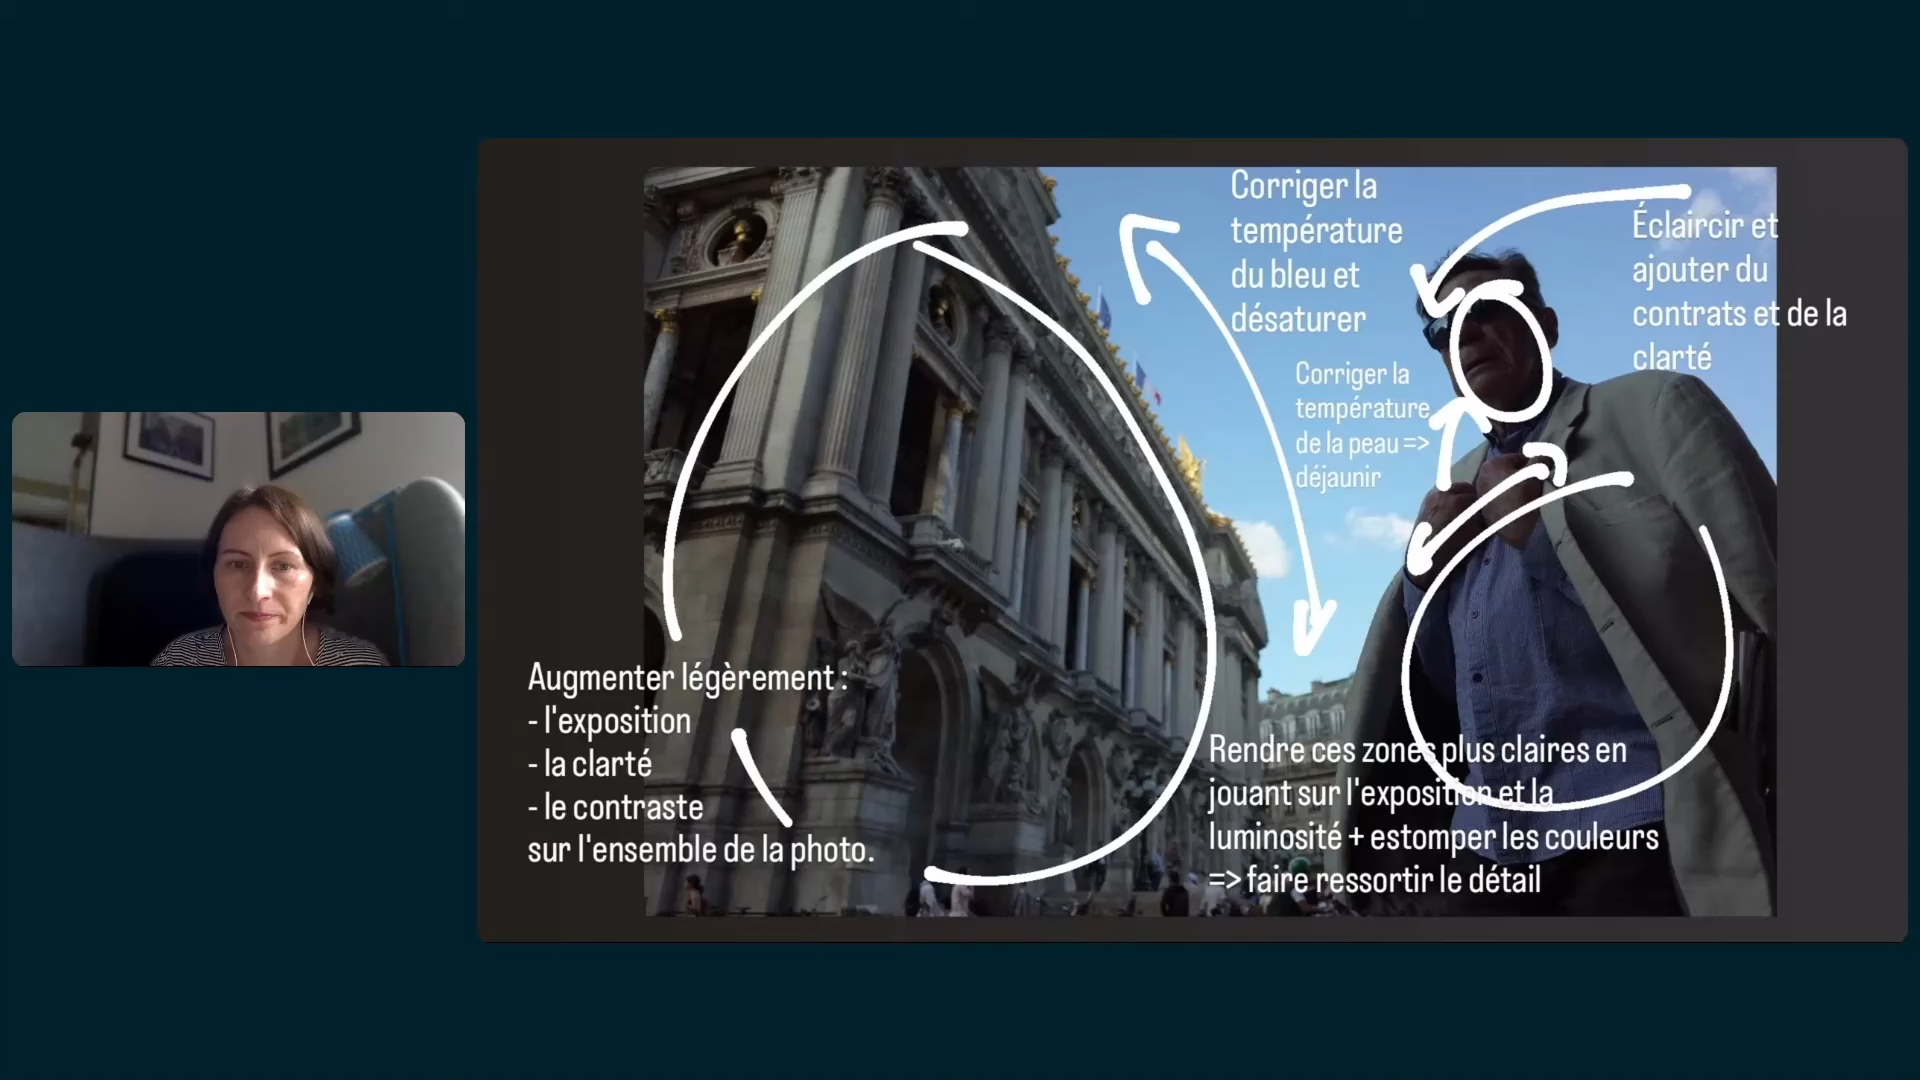 Corriger la
température
du bleu et
désaturer
Éclaircir et
ajouter du
contrats et de la
clarté
Corriger la
température
de la peau =>
déjaunir
Augmenter légèrement :
- l'exposition
- la clarté
- le contraste
sur l'ensemble de la photo.
Rendre ces zones plus claires en
jouant sur l'exposition et la
luminosité + estomper les couleurs
=> faire ressortir le détail